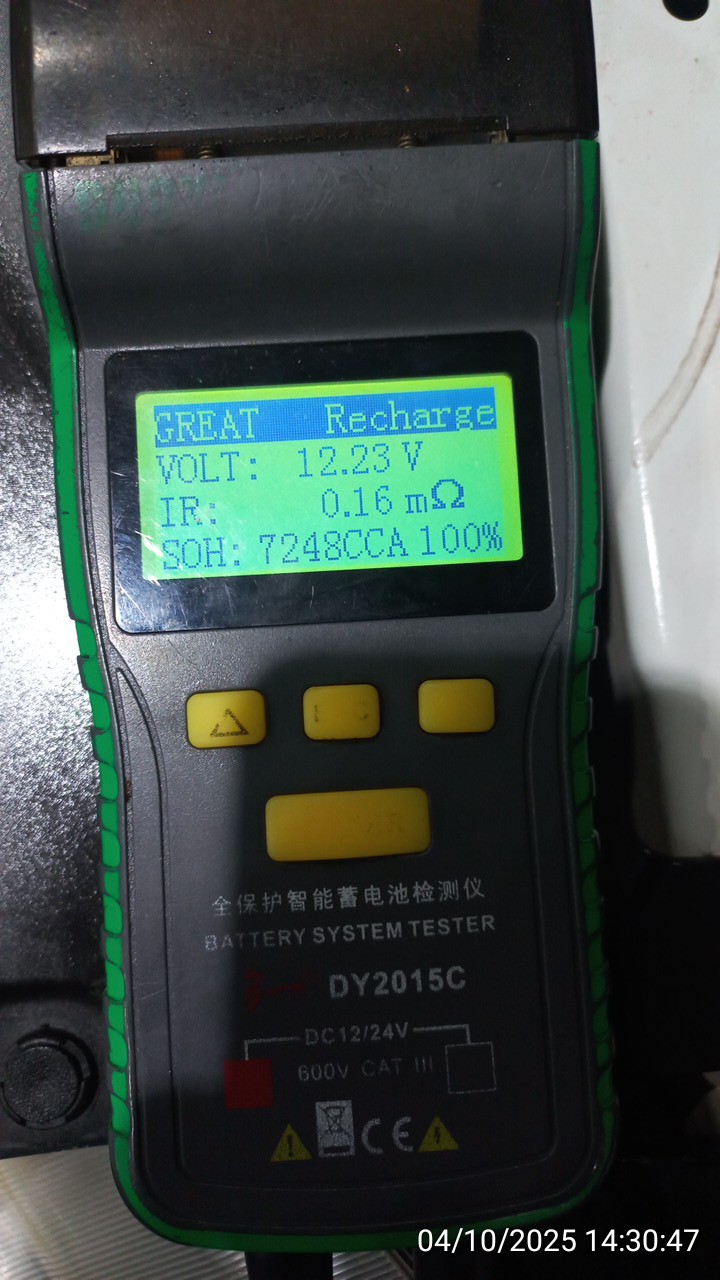 GREAT Recharge
VOLT: 12.23 V
IR: 0.16 mΩ
SOH: 7248CCA 100%
全保护智能蓄电池检测仪
BATTERY SYSTEM TESTER
DY2015C
DC12/24V
600V CAT III
CE
04/10/2025 14:30:47